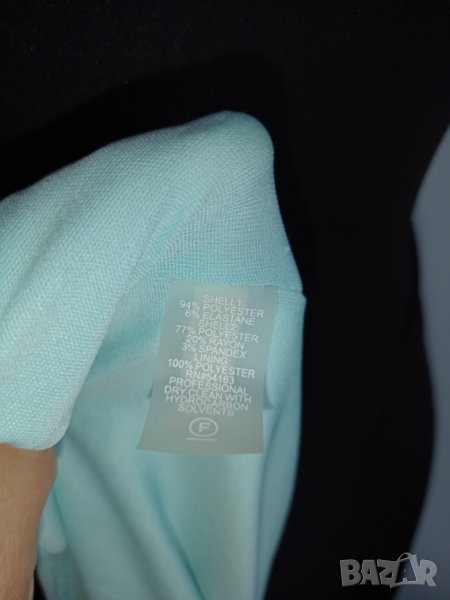 SHELL1:
94% POLYESTER
6% ELASTANE
SHELL2:
77% POLYESTER
20% RAYON
3% SPANDEX
LINING:
100% POLYESTER
RN#54163
PROFESSIONAL
DRY CLEAN WITH
HYDROCARBON
SOLVENTS
F
BAZAR